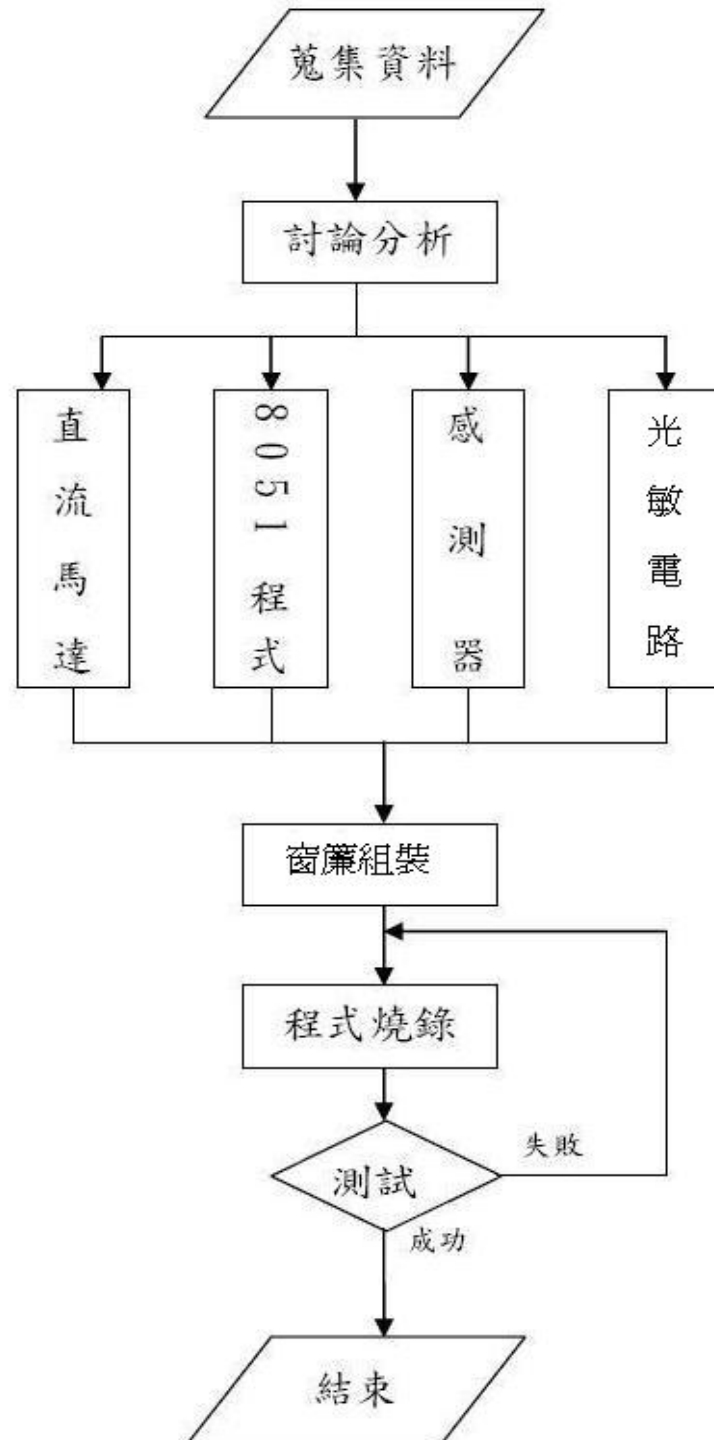 蒐集資料
討論分析
直流馬達
8051程式
感測器
光敏電路
窗簾組裝
程式燒錄
測試
失敗
成功
結束